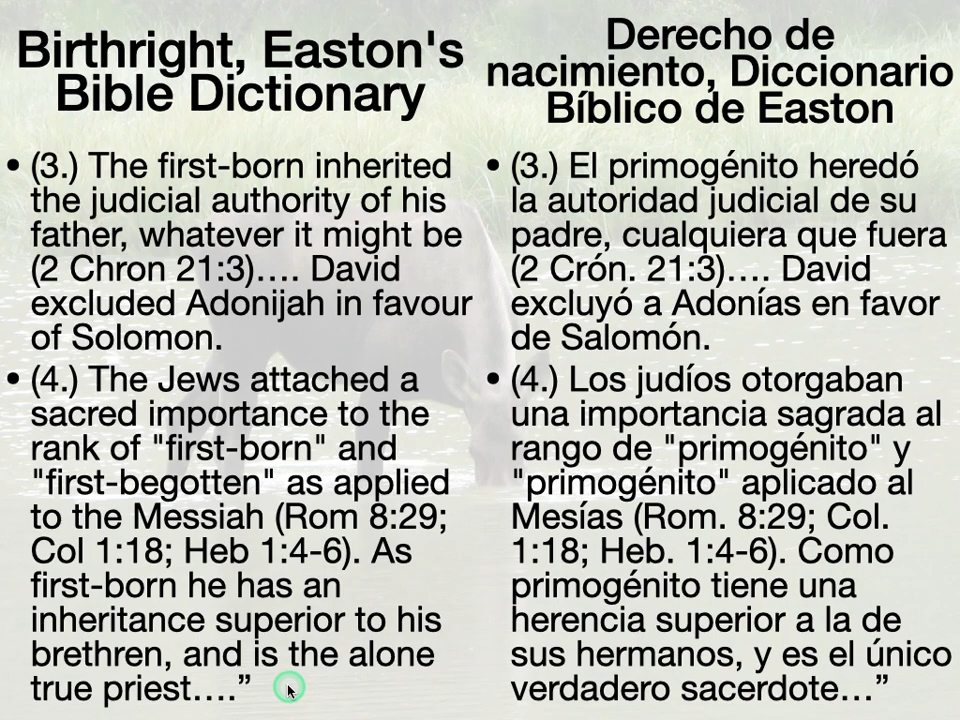 Birthright, Easton's
Bible Dictionary
• (3.) The first-born inherited
the judicial authority of his
father, whatever it might be
(2 Chron 21:3)…. David
excluded Adonijah in favour
of Solomon.
• (4.) The Jews attached a
sacred importance to the
rank of "first-born" and
"first-begotten" as applied
to the Messiah (Rom 8:29;
Col 1:18; Heb 1:4-6). As
first-born he has an
inheritance superior to his
brethren, and is the alone
true priest….”
Derecho de
nacimiento, Diccionario
Bíblico de Easton
• (3.) El primogénito heredó
la autoridad judicial de su
padre, cualquiera que fuera
(2 Crón. 21:3)…. David
excluyó a Adonías en favor
de Salomón.
• (4.) Los judíos otorgaban
una importancia sagrada al
rango de "primogénito" y
"primogénito" aplicado al
Mesías (Rom. 8:29; Col.
1:18; Heb. 1:4-6). Como
primogénito tiene una
herencia superior a la de
sus hermanos, y es el único
verdadero sacerdote…”